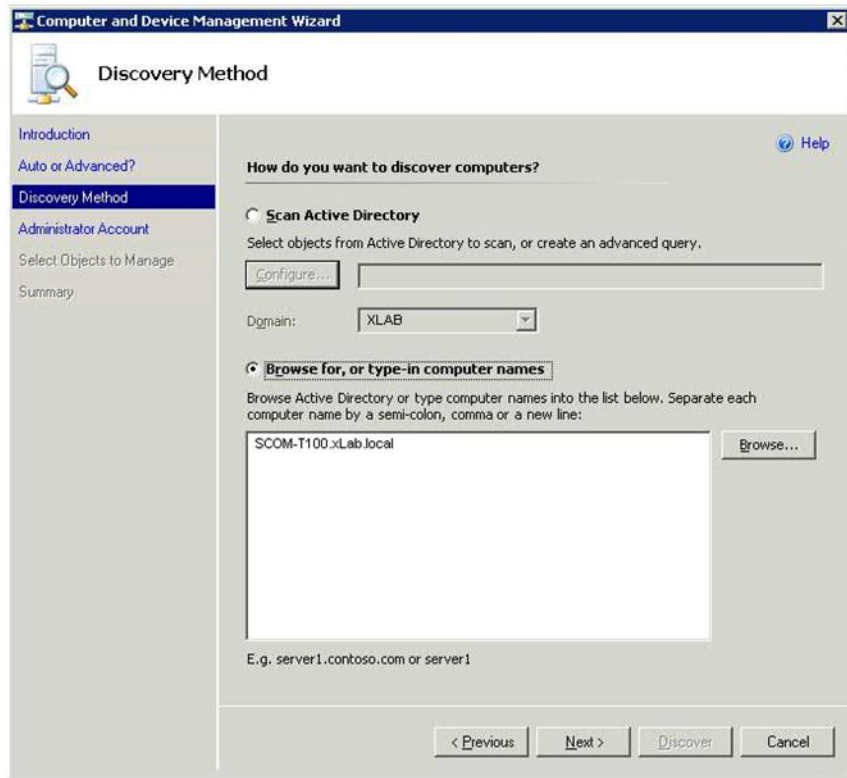 Computer and Device Management Wizard
Discovery Method
Introduction
Auto or Advanced?
Discovery Method
Administrator Account
Select Objects to Manage
Summary
Help
How do you want to discover computers?
Scan Active Directory
Select objects from Active Directory to scan, or create an advanced query.
Configure...
Domain:
XLAB
Browse for, or type-in computer names
Browse Active Directory or type computer names into the list below. Separate each
computer name by a semi-colon, comma or a new line:
SCOM-T100.xLab.local
Browse...
E.g. server1.contoso.com or server1
< Previous
Next >
Discover
Cancel